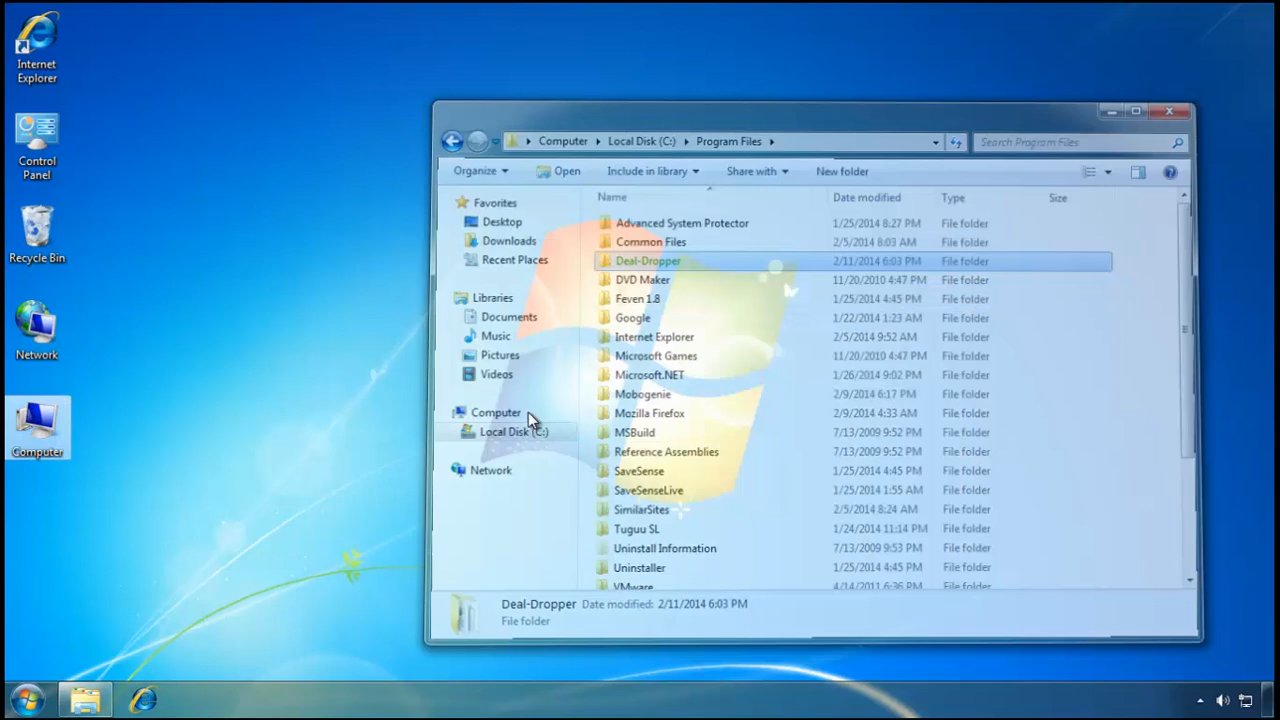 Internet
Explorer
Control
Panel
Recycle Bin
Network
Computer
Computer Local Disk (C:) Program Files
Search Program Files
Organize Open Include in library Share with New folder
Favorites
Desktop
Downloads
Recent Places
Libraries
Documents
Music
Pictures
Videos
Computer
Local Disk (C:)
Network
Name Date modified Type Size
Advanced System Protector 1/25/2014 8:27 PM File folder
Common Files 2/5/2014 8:03 AM File folder
Deal-Dropper 2/11/2014 6:03 PM File folder
DVD Maker 11/20/2010 4:47 PM File folder
Feven 1.8 1/25/2014 4:45 PM File folder
Google 1/22/2014 1:23 AM File folder
Internet Explorer 2/5/2014 9:52 AM File folder
Microsoft Games 11/20/2010 4:47 PM File folder
Microsoft.NET 1/26/2014 9:02 PM File folder
Mobogenie 2/9/2014 6:17 PM File folder
Mozilla Firefox 2/9/2014 4:33 AM File folder
MSBuild 7/13/2009 9:52 PM File folder
Reference Assemblies 7/13/2009 9:52 PM File folder
SaveSense 1/25/2014 4:45 PM File folder
SaveSenseLive 1/25/2014 1:55 AM File folder
SimilarSites 2/5/2014 8:24 AM File folder
Tuguu SL 1/24/2014 11:14 PM File folder
Uninstall Information 7/13/2009 9:53 PM File folder
Uninstaller 1/25/2014 4:45 PM File folder
VMware 4/14/2011 6:36 PM File folder
Deal-Dropper Date modified: 2/11/2014 6:03 PM
File folder